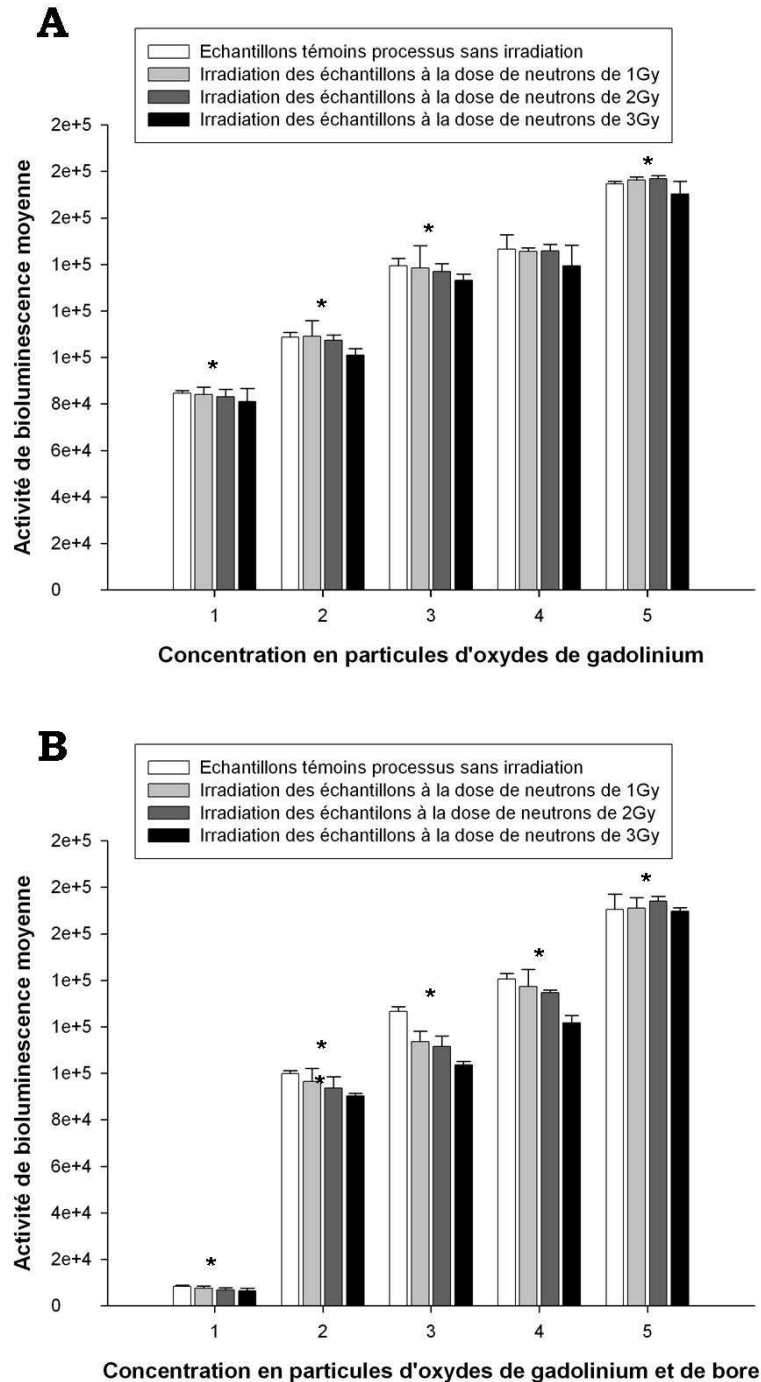 A
Echantillons témoins processus sans irradiation
Irradiation des échantillons à la dose de neutrons de 1Gy
Irradiation des échantillons à la dose de neutrons de 2Gy
Irradiation des échantillons à la dose de neutrons de 3Gy
Activité de bioluminescence moyenne
2e+5
2e+5
2e+5
1e+5
1e+5
1e+5
8e+4
6e+4
4e+4
2e+4
0
*
*
*
*
1 2 3 4 5
Concentration en particules d'oxydes de gadolinium
B
Echantillons témoins processus sans irradiation
Irradiation des échantillons à la dose de neutrons de 1Gy
Irradiation des échantilons à la dose de neutrons de 2Gy
Irradiation des échantillons à la dose de neutrons de 3Gy
Activité de bioluminescence moyenne
2e+5
2e+5
2e+5
1e+5
1e+5
1e+5
8e+4
6e+4
4e+4
2e+4
0
*
*
*
*
*
*
1 2 3 4 5
Concentration en particules d'oxydes de gadolinium et de bore